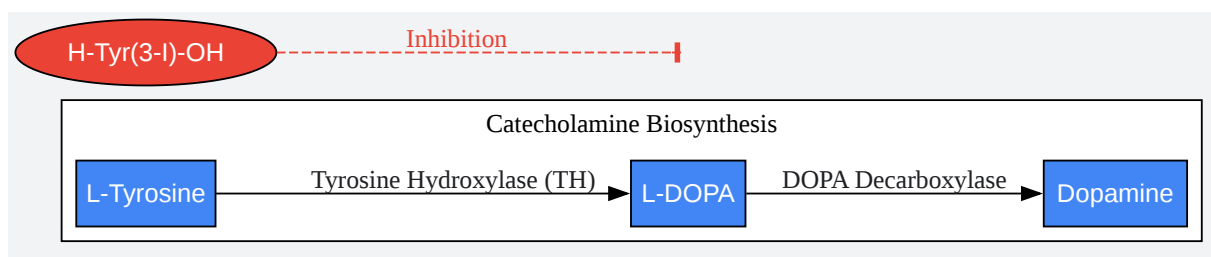 H-Tyr(3-I)-OH
Inhibition
Catecholamine Biosynthesis
L-Tyrosine
Tyrosine Hydroxylase (TH)
L-DOPA
DOPA Decarboxylase
Dopamine